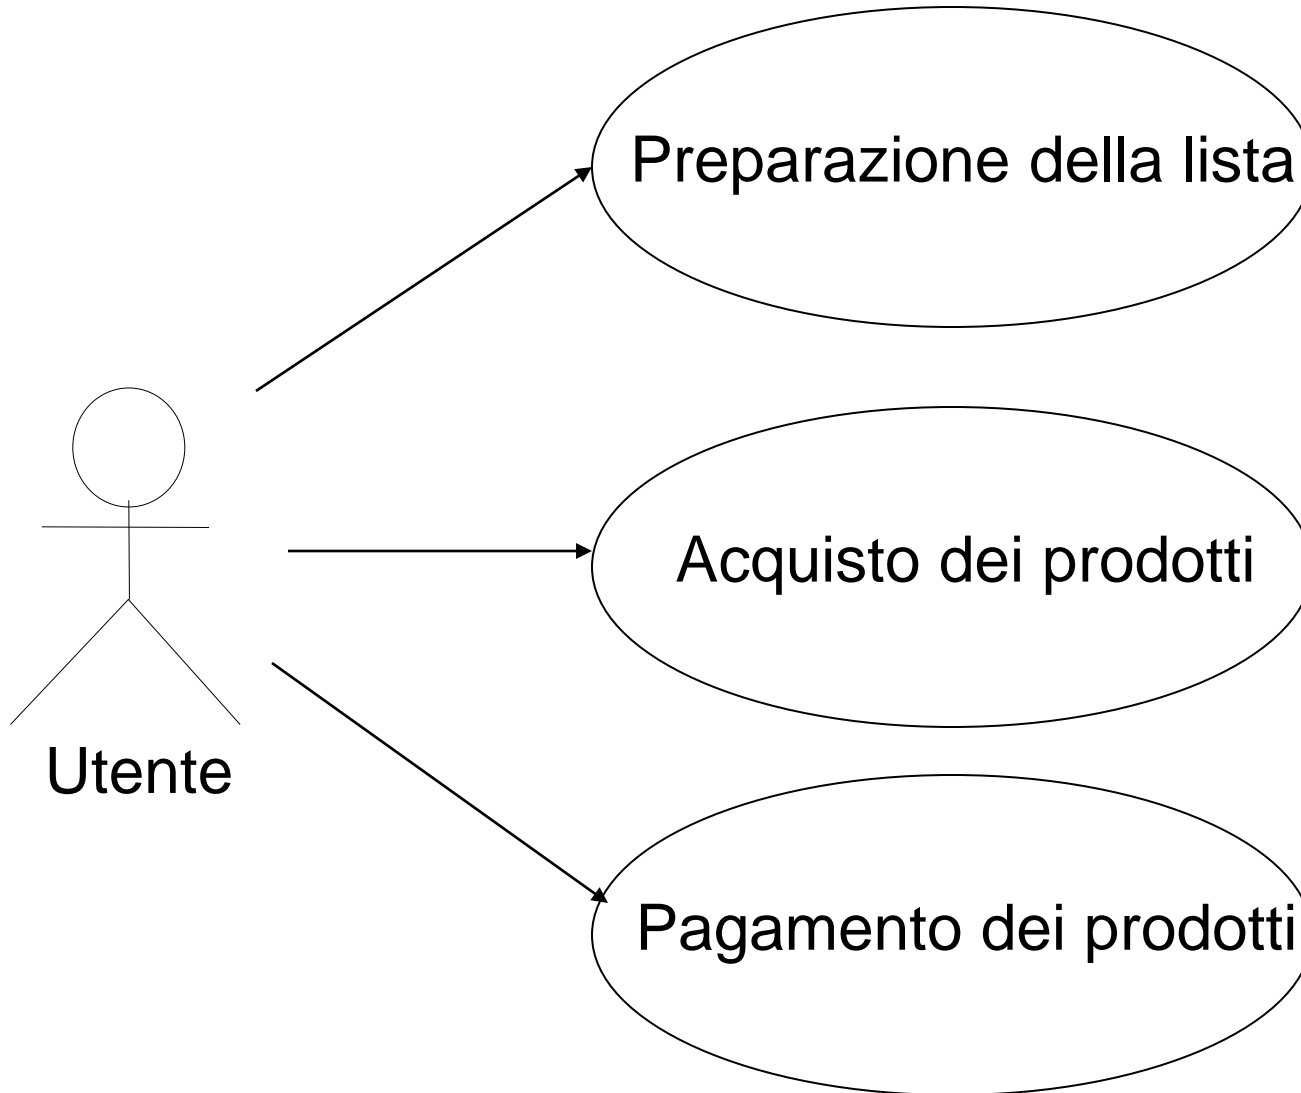 Preparazione della lista
Acquisto dei prodotti
Utente
Pagamento dei prodotti